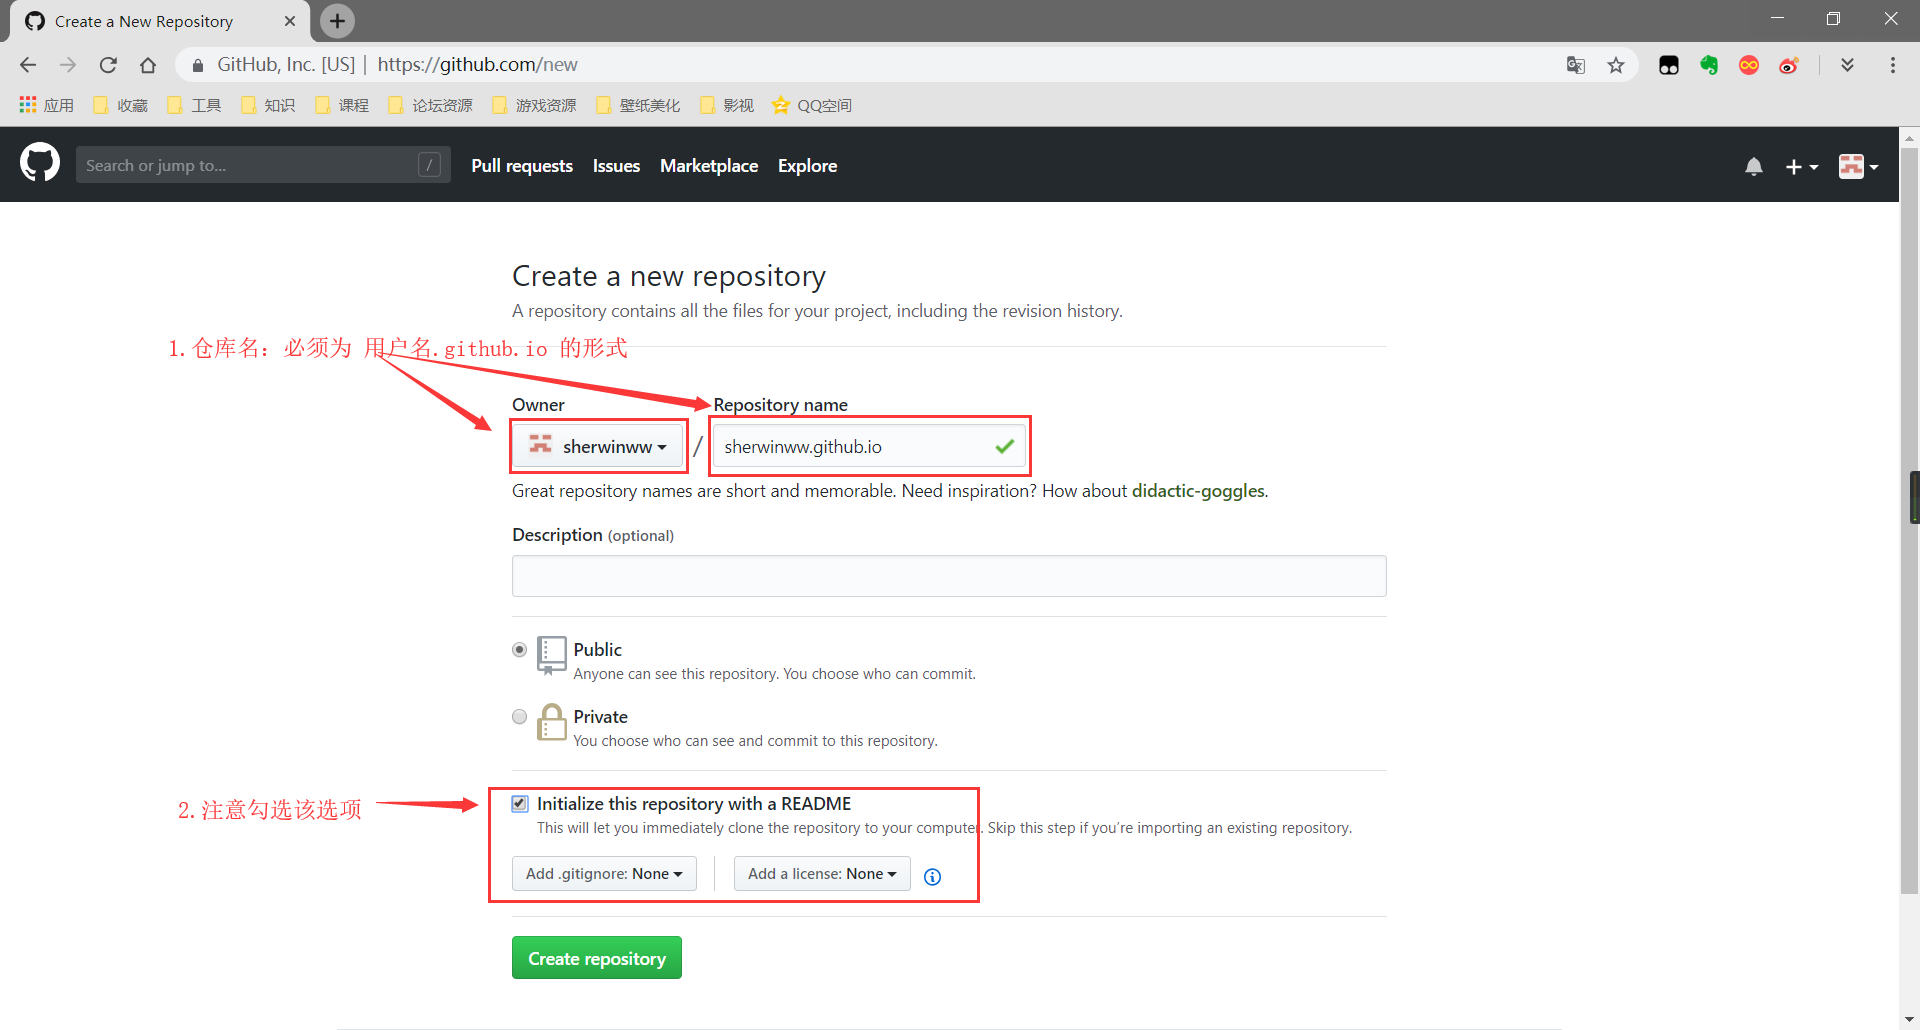 Create a New Repository
GitHub, Inc. [US] | https://github.com/new
应用 收藏 工具 知识 课程 论坛资源 游戏资源 壁纸美化 影视 QQ空间
Search or jump to... / Pull requests Issues Marketplace Explore
Create a new repository
A repository contains all the files for your project, including the revision history.
1.仓库名: 必须为 用户名.github.io 的形式
Owner Repository name
sherwinww / sherwinww.github.io
Great repository names are short and memorable. Need inspiration? How about didactic-goggles.
Description (optional)
Public
Anyone can see this repository. You choose who can commit.
Private
You choose who can see and commit to this repository.
2.注意勾选该选项
Initialize this repository with a README
This will let you immediately clone the repository to your computer. Skip this step if you’re importing an existing repository.
Add .gitignore: None Add a license: None
Create repository